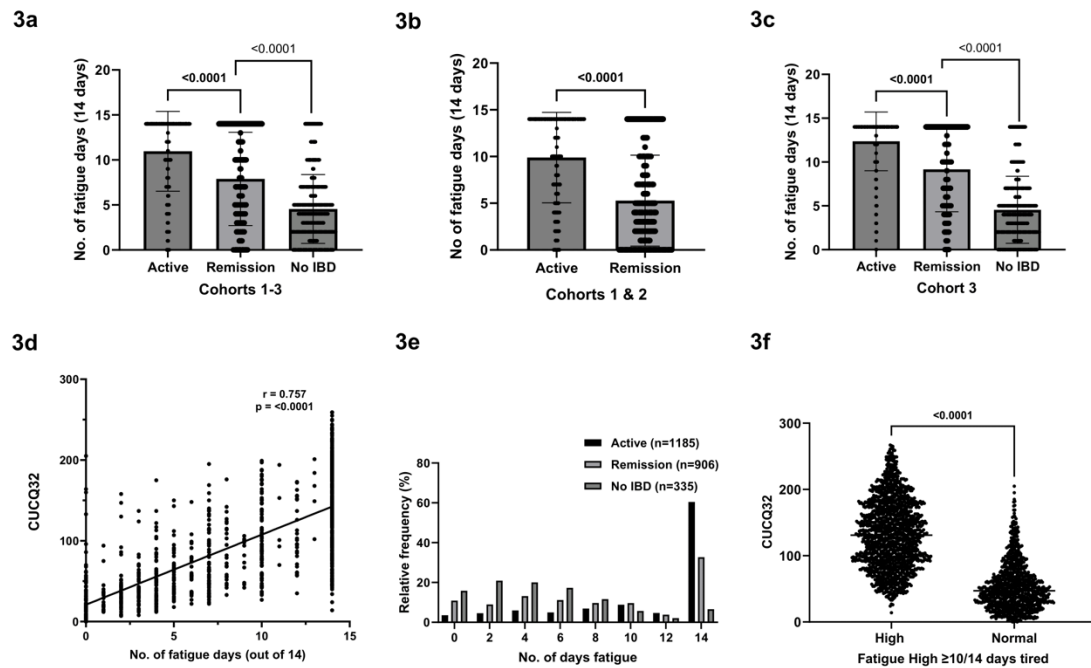 3a
No. of fatigue days (14 days)
20
15
10
5
0
<0.0001
<0.0001
Active Remission No IBD
Cohorts 1-3
3b
No of fatigue days (14 days)
20
15
10
5
0
<0.0001
Active Remission
Cohorts 1 & 2
3c
No. of fatigue days (14 days)
20
15
10
5
0
<0.0001
<0.0001
Active Remission No IBD
Cohort 3
3d
CUCQ32
300
200
100
0
r = 0.757
p = <0.0001
0 5 10 15
No. of fatigue days (out of 14)
3e
Relative frequency (%)
80
60
40
20
0
Active (n=1185)
Remission (n=906)
No IBD (n=335)
0 2 4 6 8 10 12 14
No. of days fatigue
3f
CUCQ32
300
200
100
0
<0.0001
High Normal
Fatigue High ≥10/14 days tired